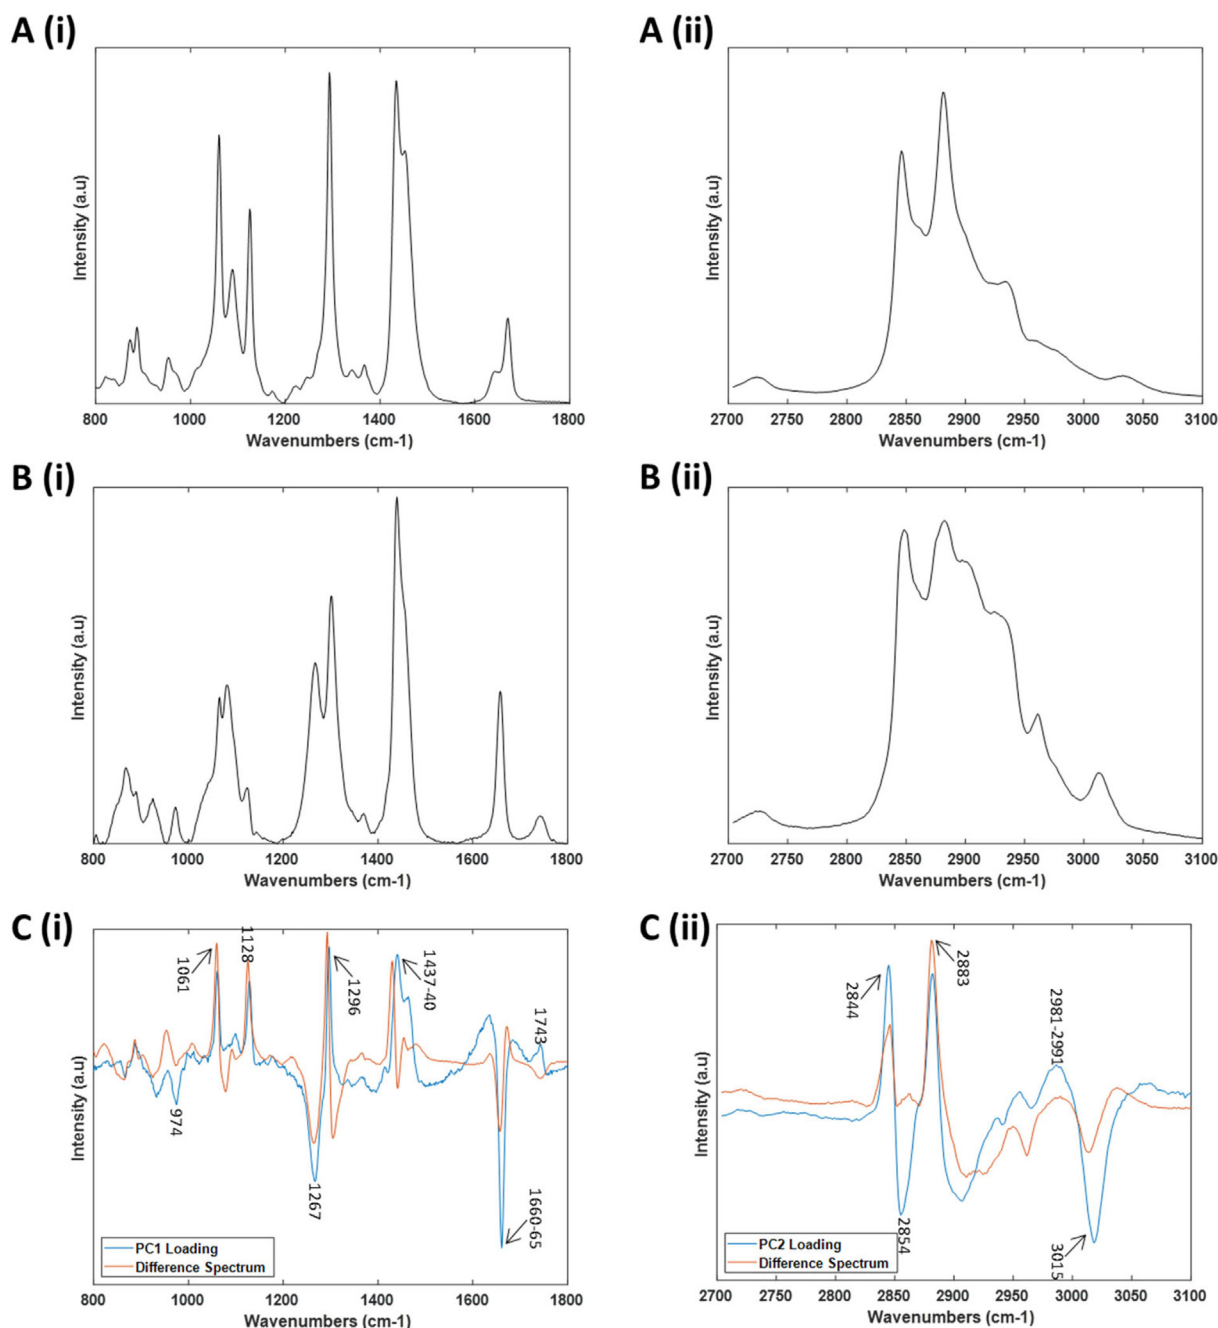 A (i)
Intensity (a.u)
800 1000 1200 1400 1600 1800
Wavenumbers (cm-1)
A (ii)
Intensity (a.u)
2700 2750 2800 2850 2900 2950 3000 3050 3100
Wavenumbers (cm-1)
B (i)
Intensity (a.u)
800 1000 1200 1400 1600 1800
Wavenumbers (cm-1)
B (ii)
Intensity (a.u)
2700 2750 2800 2850 2900 2950 3000 3050 3100
Wavenumbers (cm-1)
C (i)
Intensity (a.u)
1061
1128
1296
1437-40
1743
974
1267
1660-65
PC1 Loading
Difference Spectrum
800 1000 1200 1400 1600 1800
Wavenumbers (cm-1)
C (ii)
Intensity (a.u)
2844
2883
2981-2991
2854
3015
PC2 Loading
Difference Spectrum
2700 2750 2800 2850 2900 2950 3000 3050 3100
Wavenumbers (cm-1)